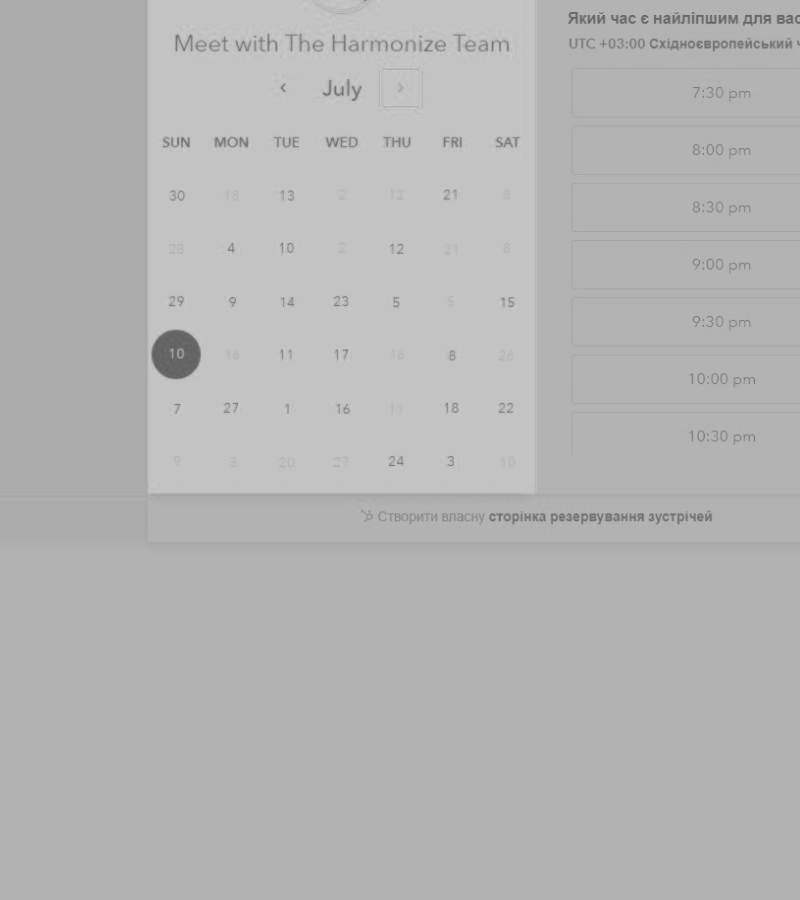 Meet with The Harmonize Team
July
SUN MON TUE WED THU FRI SAT
30 18 13 2 12 21 8
28 4 10 2 12 21 8
29 9 14 23 5 5 15
10 16 11 17 16 8 26
7 27 1 16 11 18 22
9 3 20 27 24 3 10
Який час є найліпшим для вас
UTC +03:00 Східноєвропейський
7:30 pm
8:00 pm
8:30 pm
9:00 pm
9:30 pm
10:00 pm
10:30 pm
Створити власну сторінка резервування зустрічей